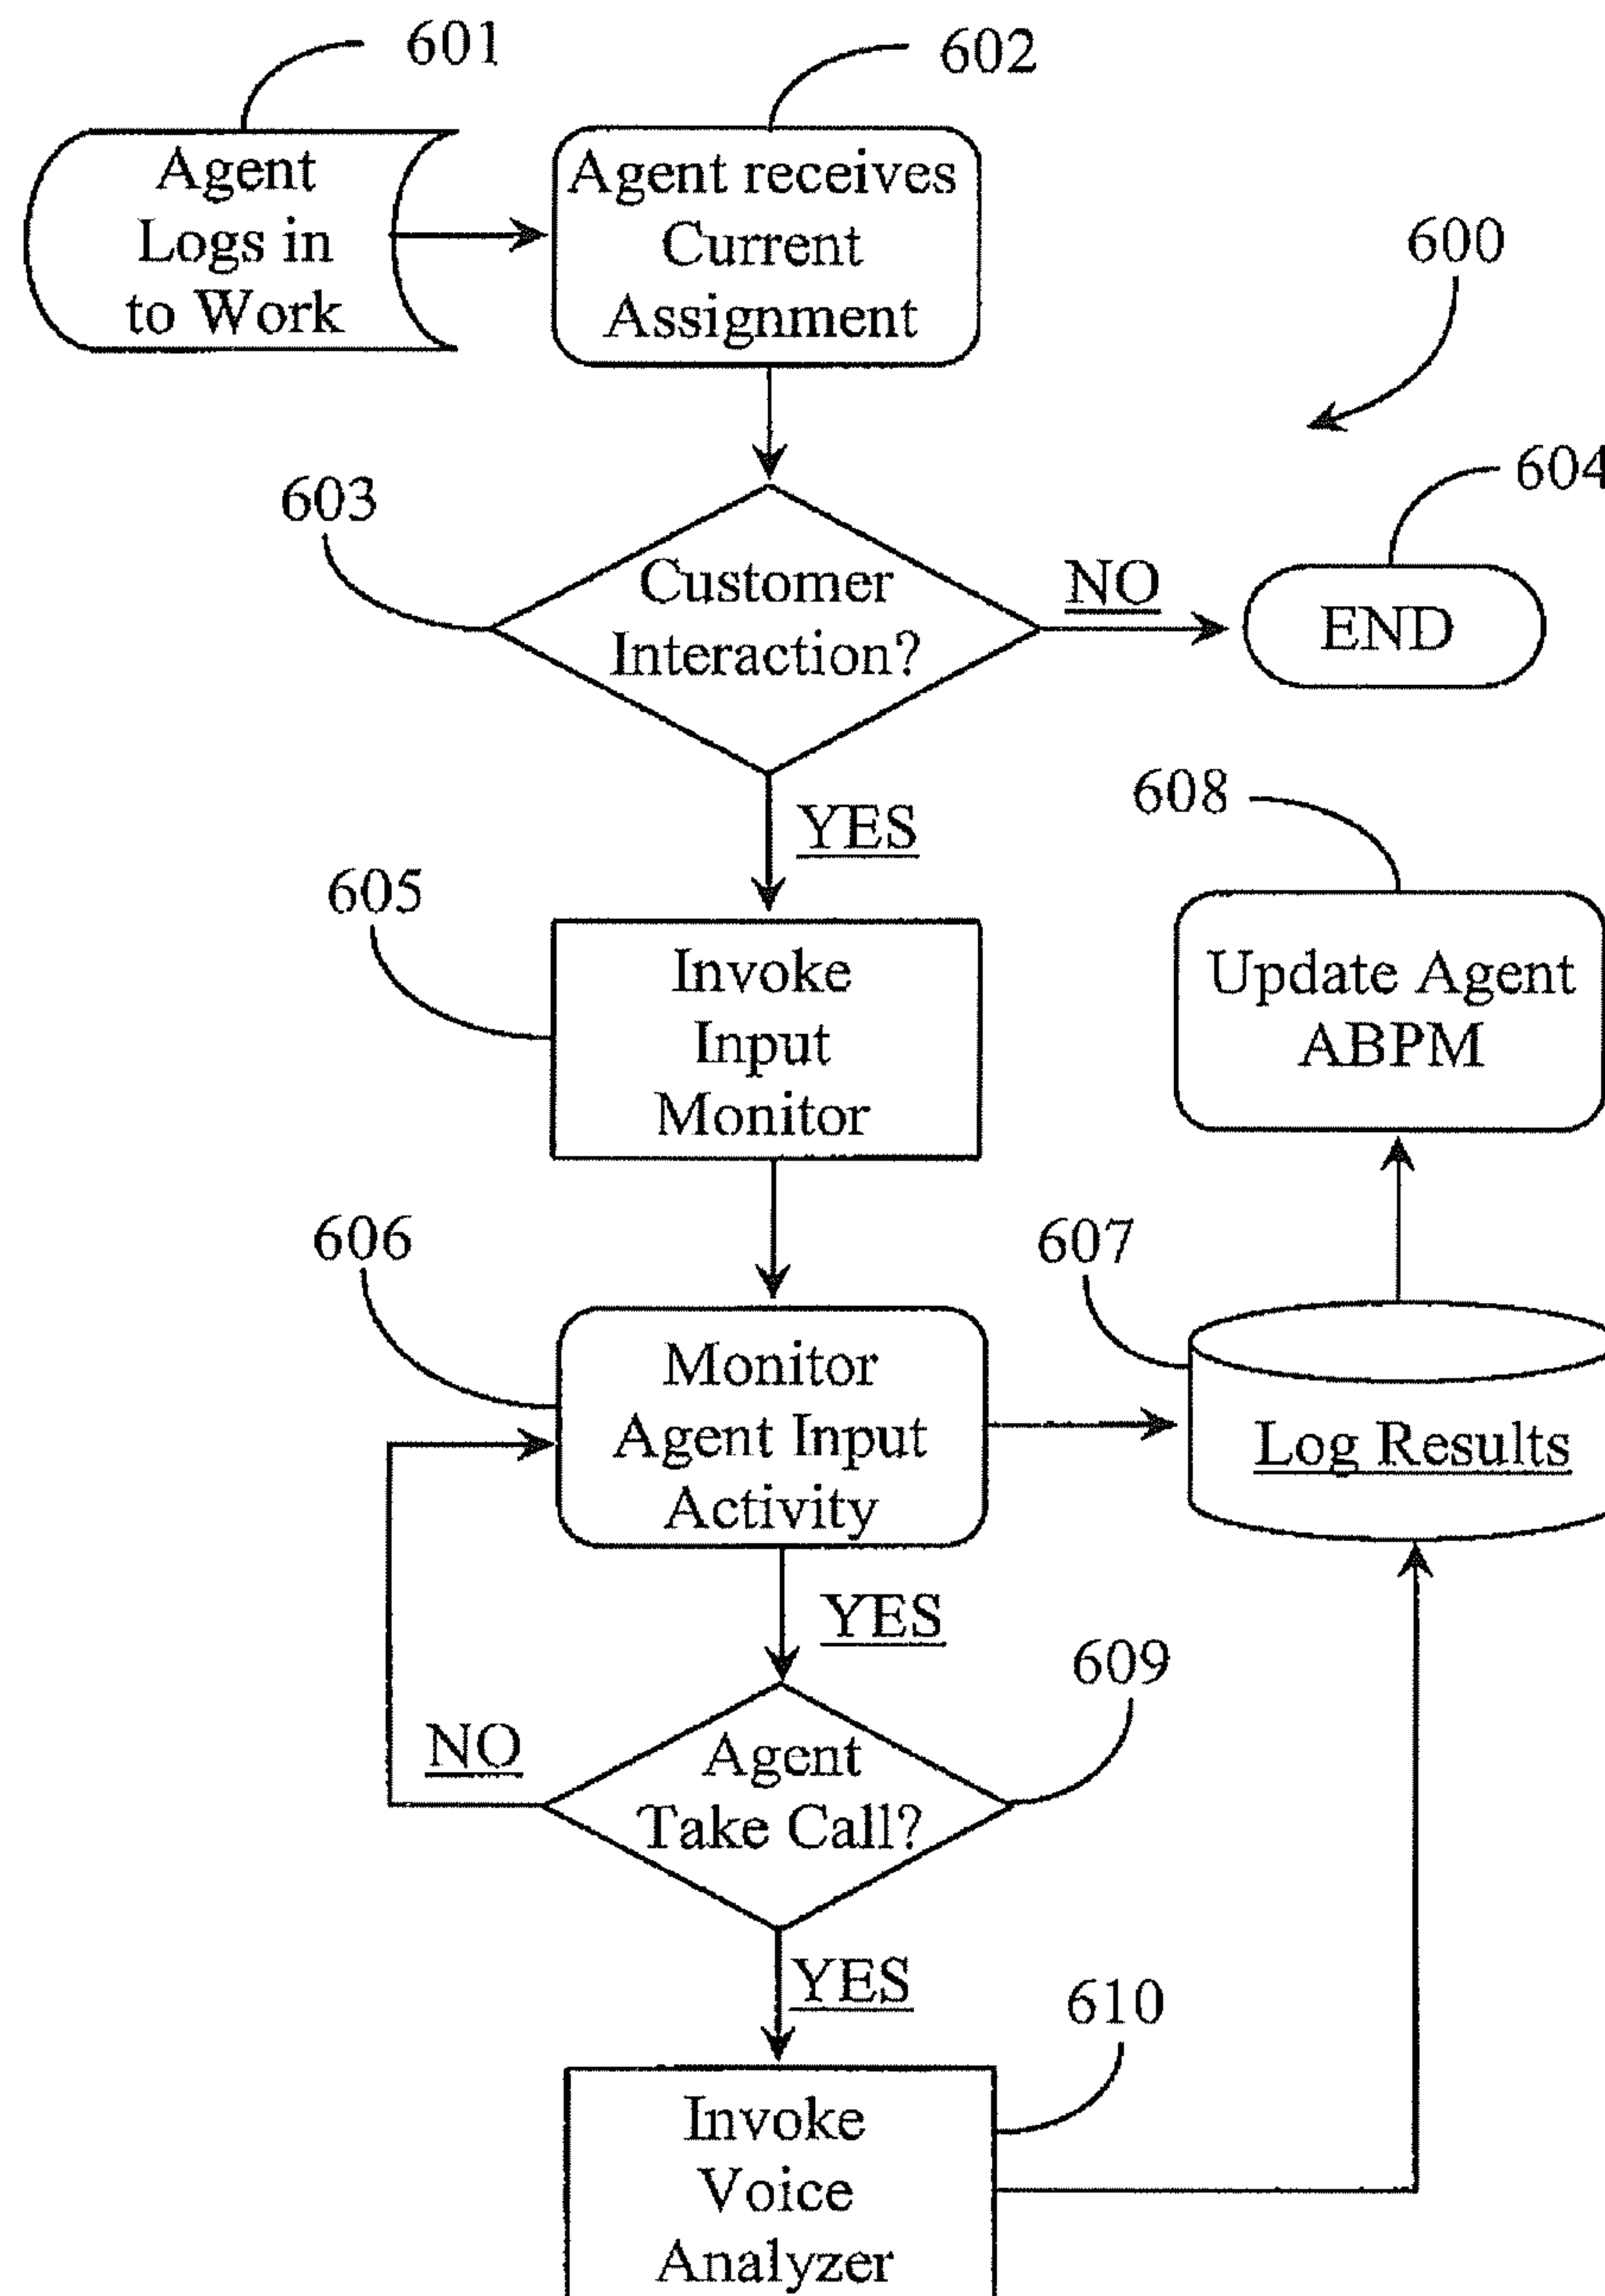 601
602
Agent
Logs in
to Work
Agent receives
Current
Assignment
600
603
604
Customer
Interaction?
NO
END
YES
608
605
Invoke
Input
Monitor
Update Agent
ABPM
606
607
Monitor
Agent Input
Activity
Log Results
YES
609
NO
Agent
Take Call?
YES
610
Invoke
Voice
Analyzer